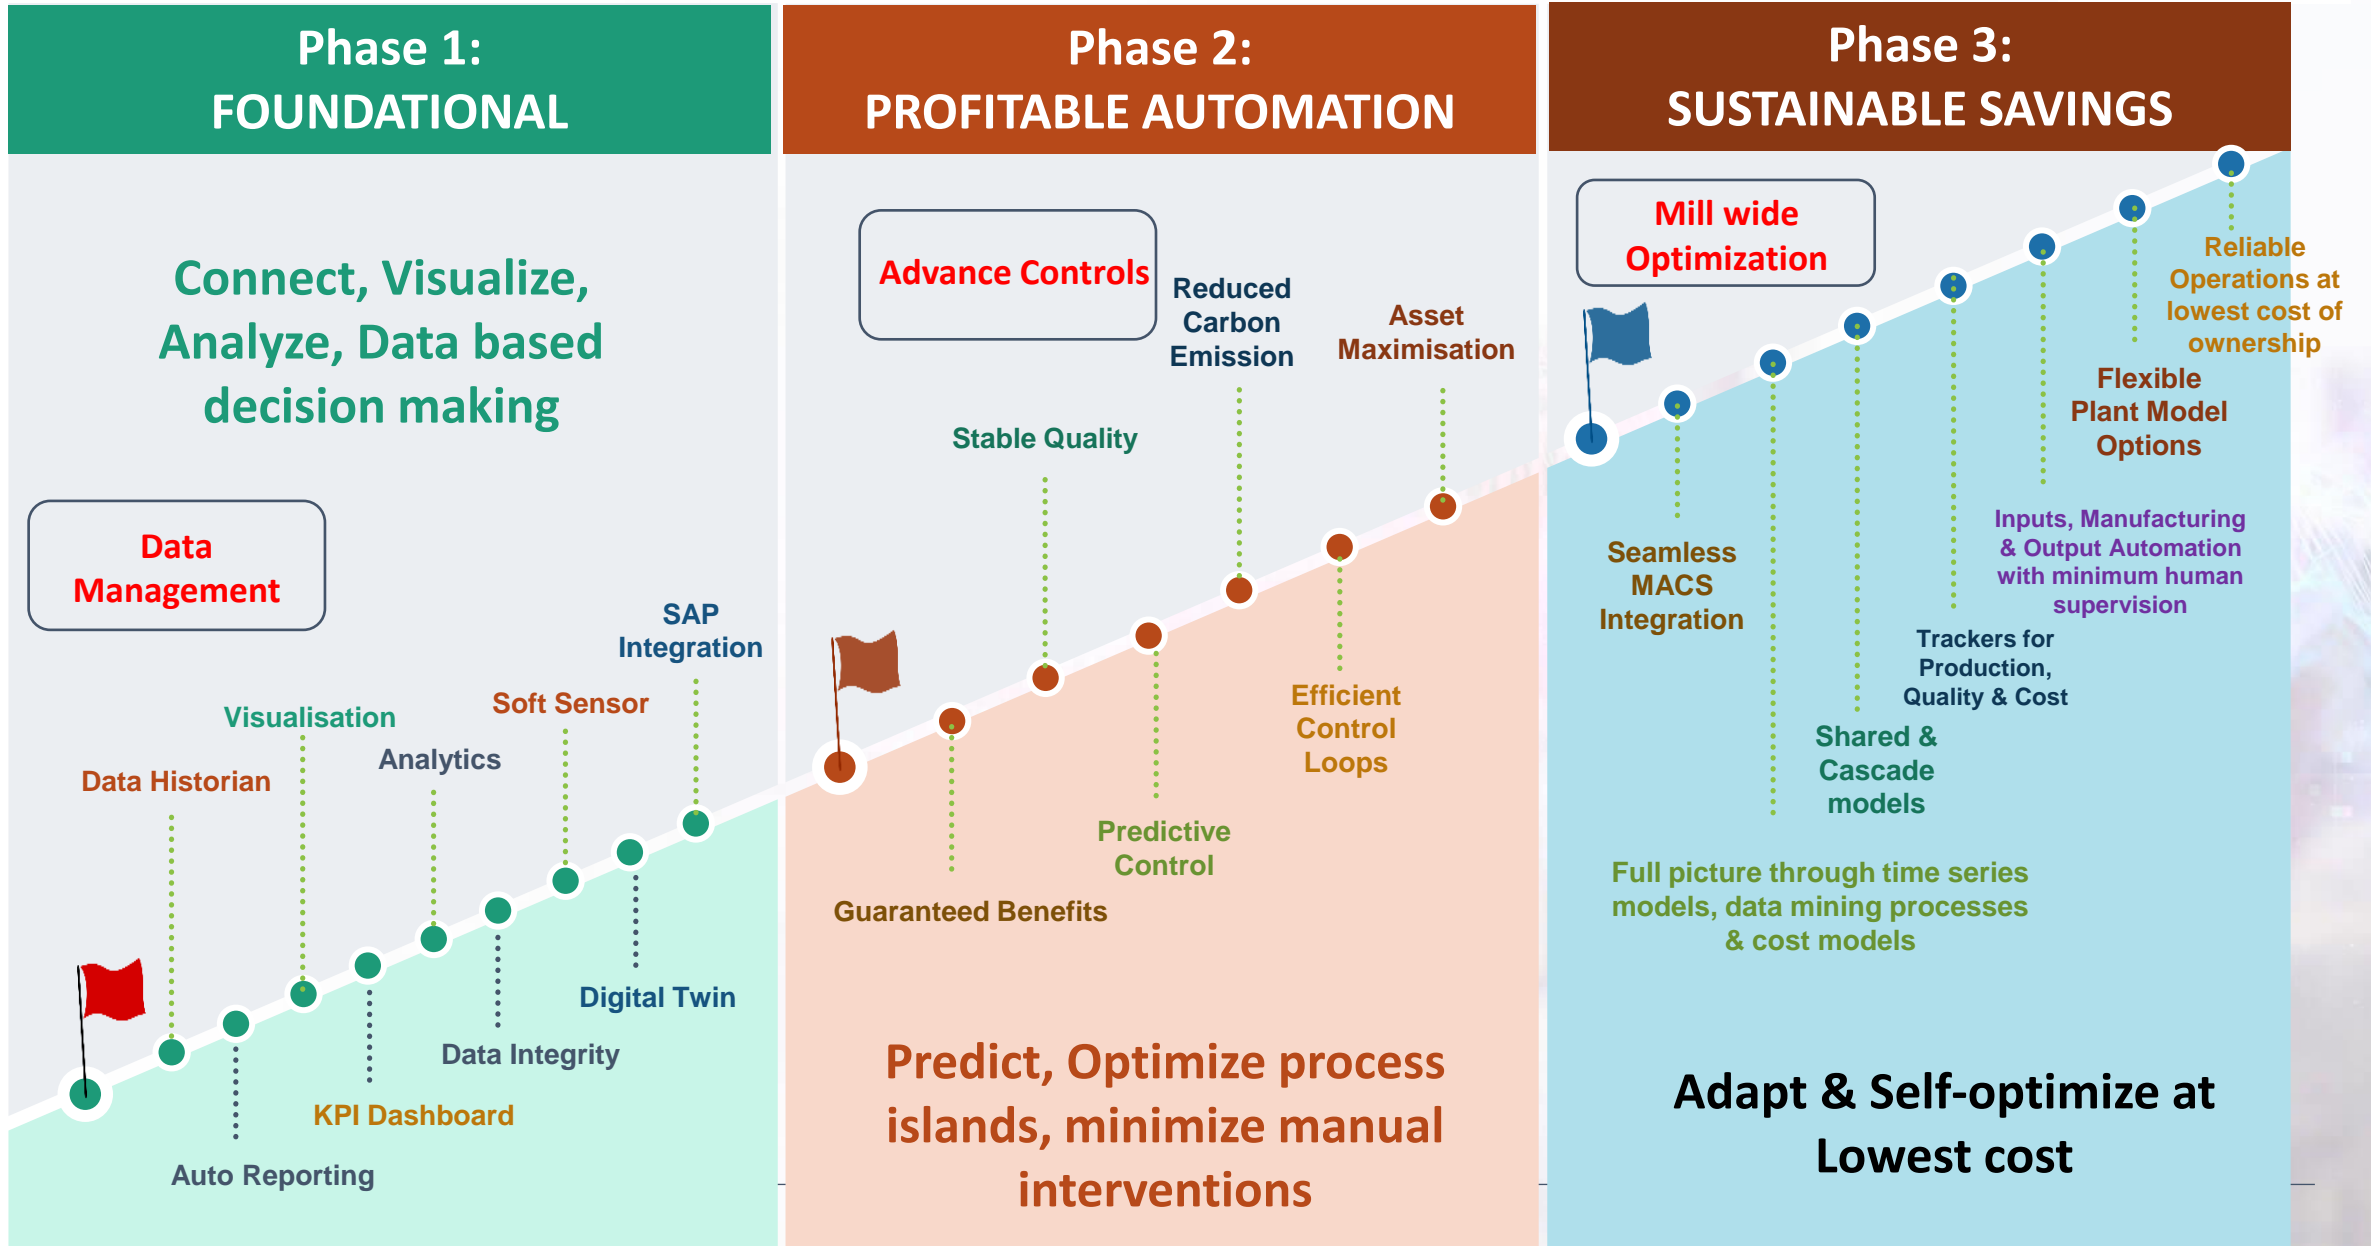 Phase 1:
FOUNDATIONAL
Connect, Visualize,
Analyze, Data based
decision making
Data
Management
Data Historian
Visualisation
Analytics
Soft Sensor
SAP
Integration
Auto Reporting
KPI Dashboard
Data Integrity
Digital Twin
Phase 2:
PROFITABLE AUTOMATION
Advance Controls
Stable Quality
Reduced
Carbon
Emission
Asset
Maximisation
Guaranteed Benefits
Predictive
Control
Efficient
Control
Loops
Predict, Optimize process
islands, minimize manual
interventions
Phase 3:
SUSTAINABLE SAVINGS
Mill wide
Optimization
Seamless
MACS
Integration
Full picture through time series
models, data mining processes
& cost models
Shared &
Cascade
models
Trackers for
Production,
Quality & Cost
Inputs, Manufacturing
& Output Automation
with minimum human
supervision
Flexible
Plant Model
Options
Reliable
Operations at
lowest cost of
ownership
Adapt & Self-optimize at
Lowest cost